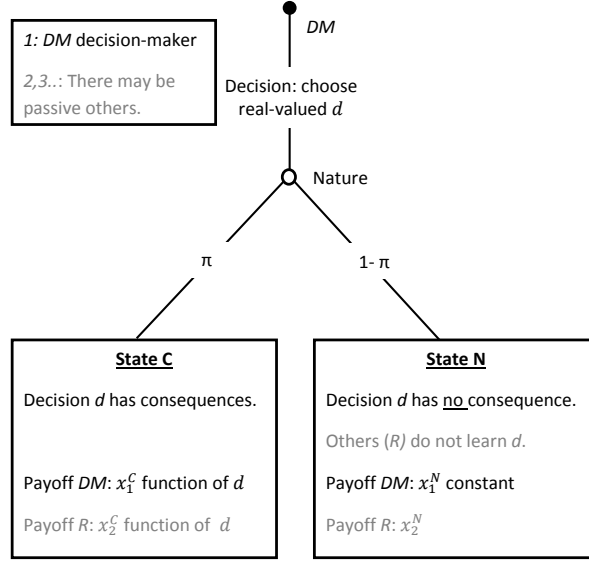 DM
1: DM decision-maker
2,3..: There may be
passive others.
Decision: choose
real-valued d
Nature
π
1- π
State C
Decision d has consequences.
Payoff DM: x₁ᶜ function of d
Payoff R: x₂ᶜ function of d
State N
Decision d has no consequence.
Others (R) do not learn d.
Payoff DM: x₁ᴺ constant
Payoff R: x₂ᴺ